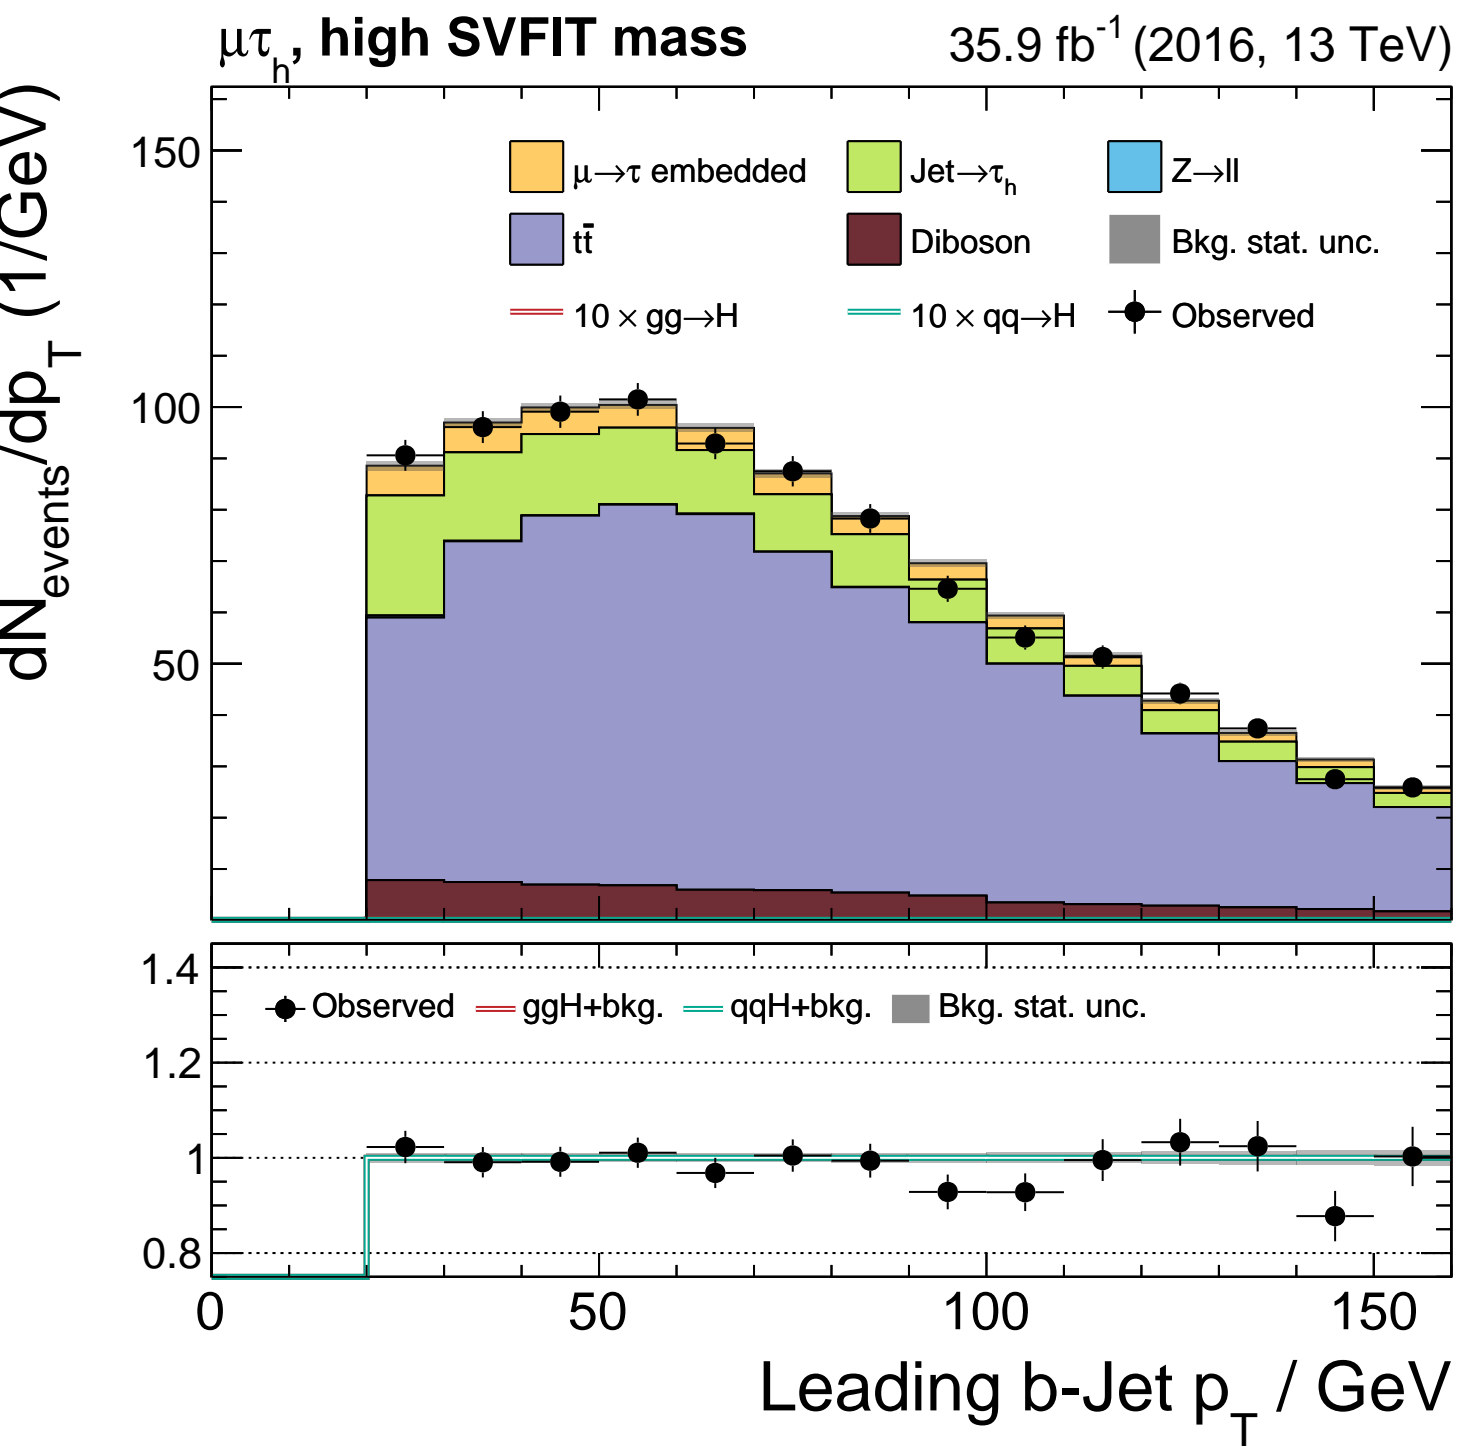 μτh, high SVFIT mass 35.9 fb-1 (2016, 13 TeV)
dNevents/dpT (1/GeV)
150
100
50
μ→τ embedded Jet→τh Z→ll
tt̄ Diboson Bkg. stat. unc.
10 × gg→H 10 × qq→H Observed
1.4
1.2
1
0.8
Observed ggH+bkg. qqH+bkg. Bkg. stat. unc.
0 50 100 150
Leading b-Jet pT / GeV